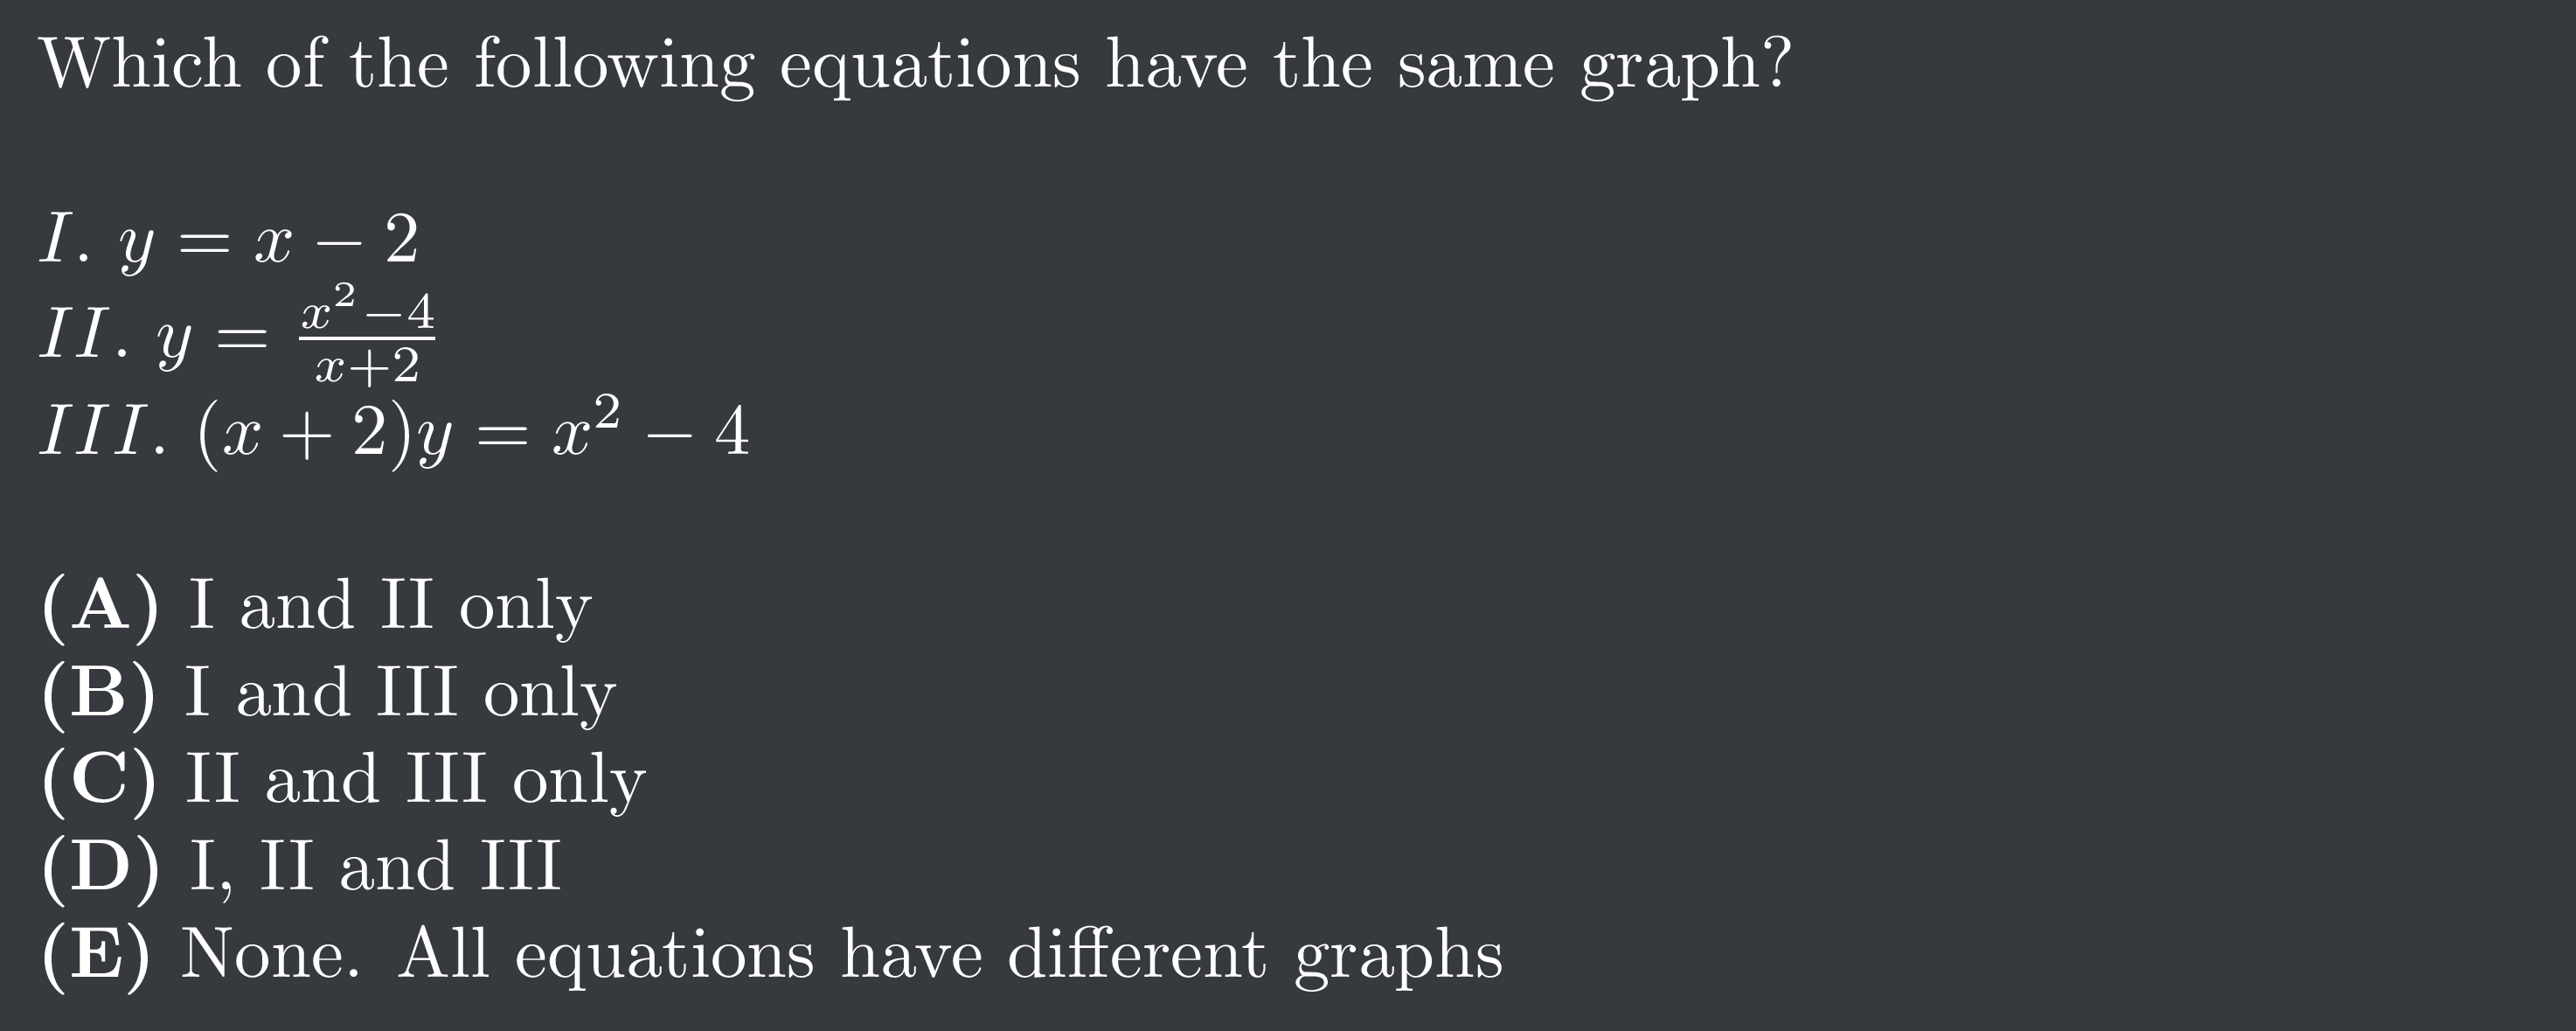 Which of the following equations have the same graph?
I. y = x − 2
II. y = \frac{x^2-4}{x+2}
III. (x + 2)y = x^2 − 4
(A) I and II only
(B) I and III only
(C) II and III only
(D) I, II and III
(E) None. All equations have different graphs